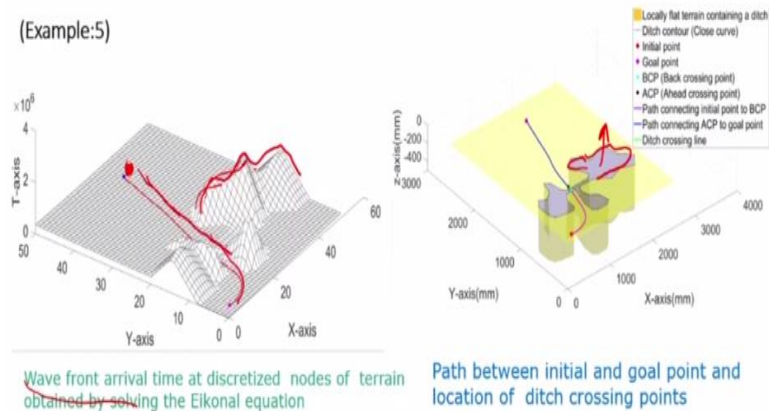 (Example:5)
×10⁶
4
2
0
T-axis
50
40
30
20
10
0
Y-axis
0
20
40
60
X-axis
Wave front arrival time at discretized nodes of terrain
obtained by solving the Eikonal equation
Locally flat terrain containing a ditch
Ditch contour (Close curve)
Initial point
Goal point
BCP (Back crossing point)
ACP (Ahead crossing point)
Path connecting initial point to BCP
Path connecting ACP to goal point
Ditch crossing line
0
-200
-400
z-axis(mm)
3000
2000
1000
0
Y-axis(mm)
0
1000
2000
3000
4000
X-axis(mm)
Path between initial and goal point and
location of ditch crossing points